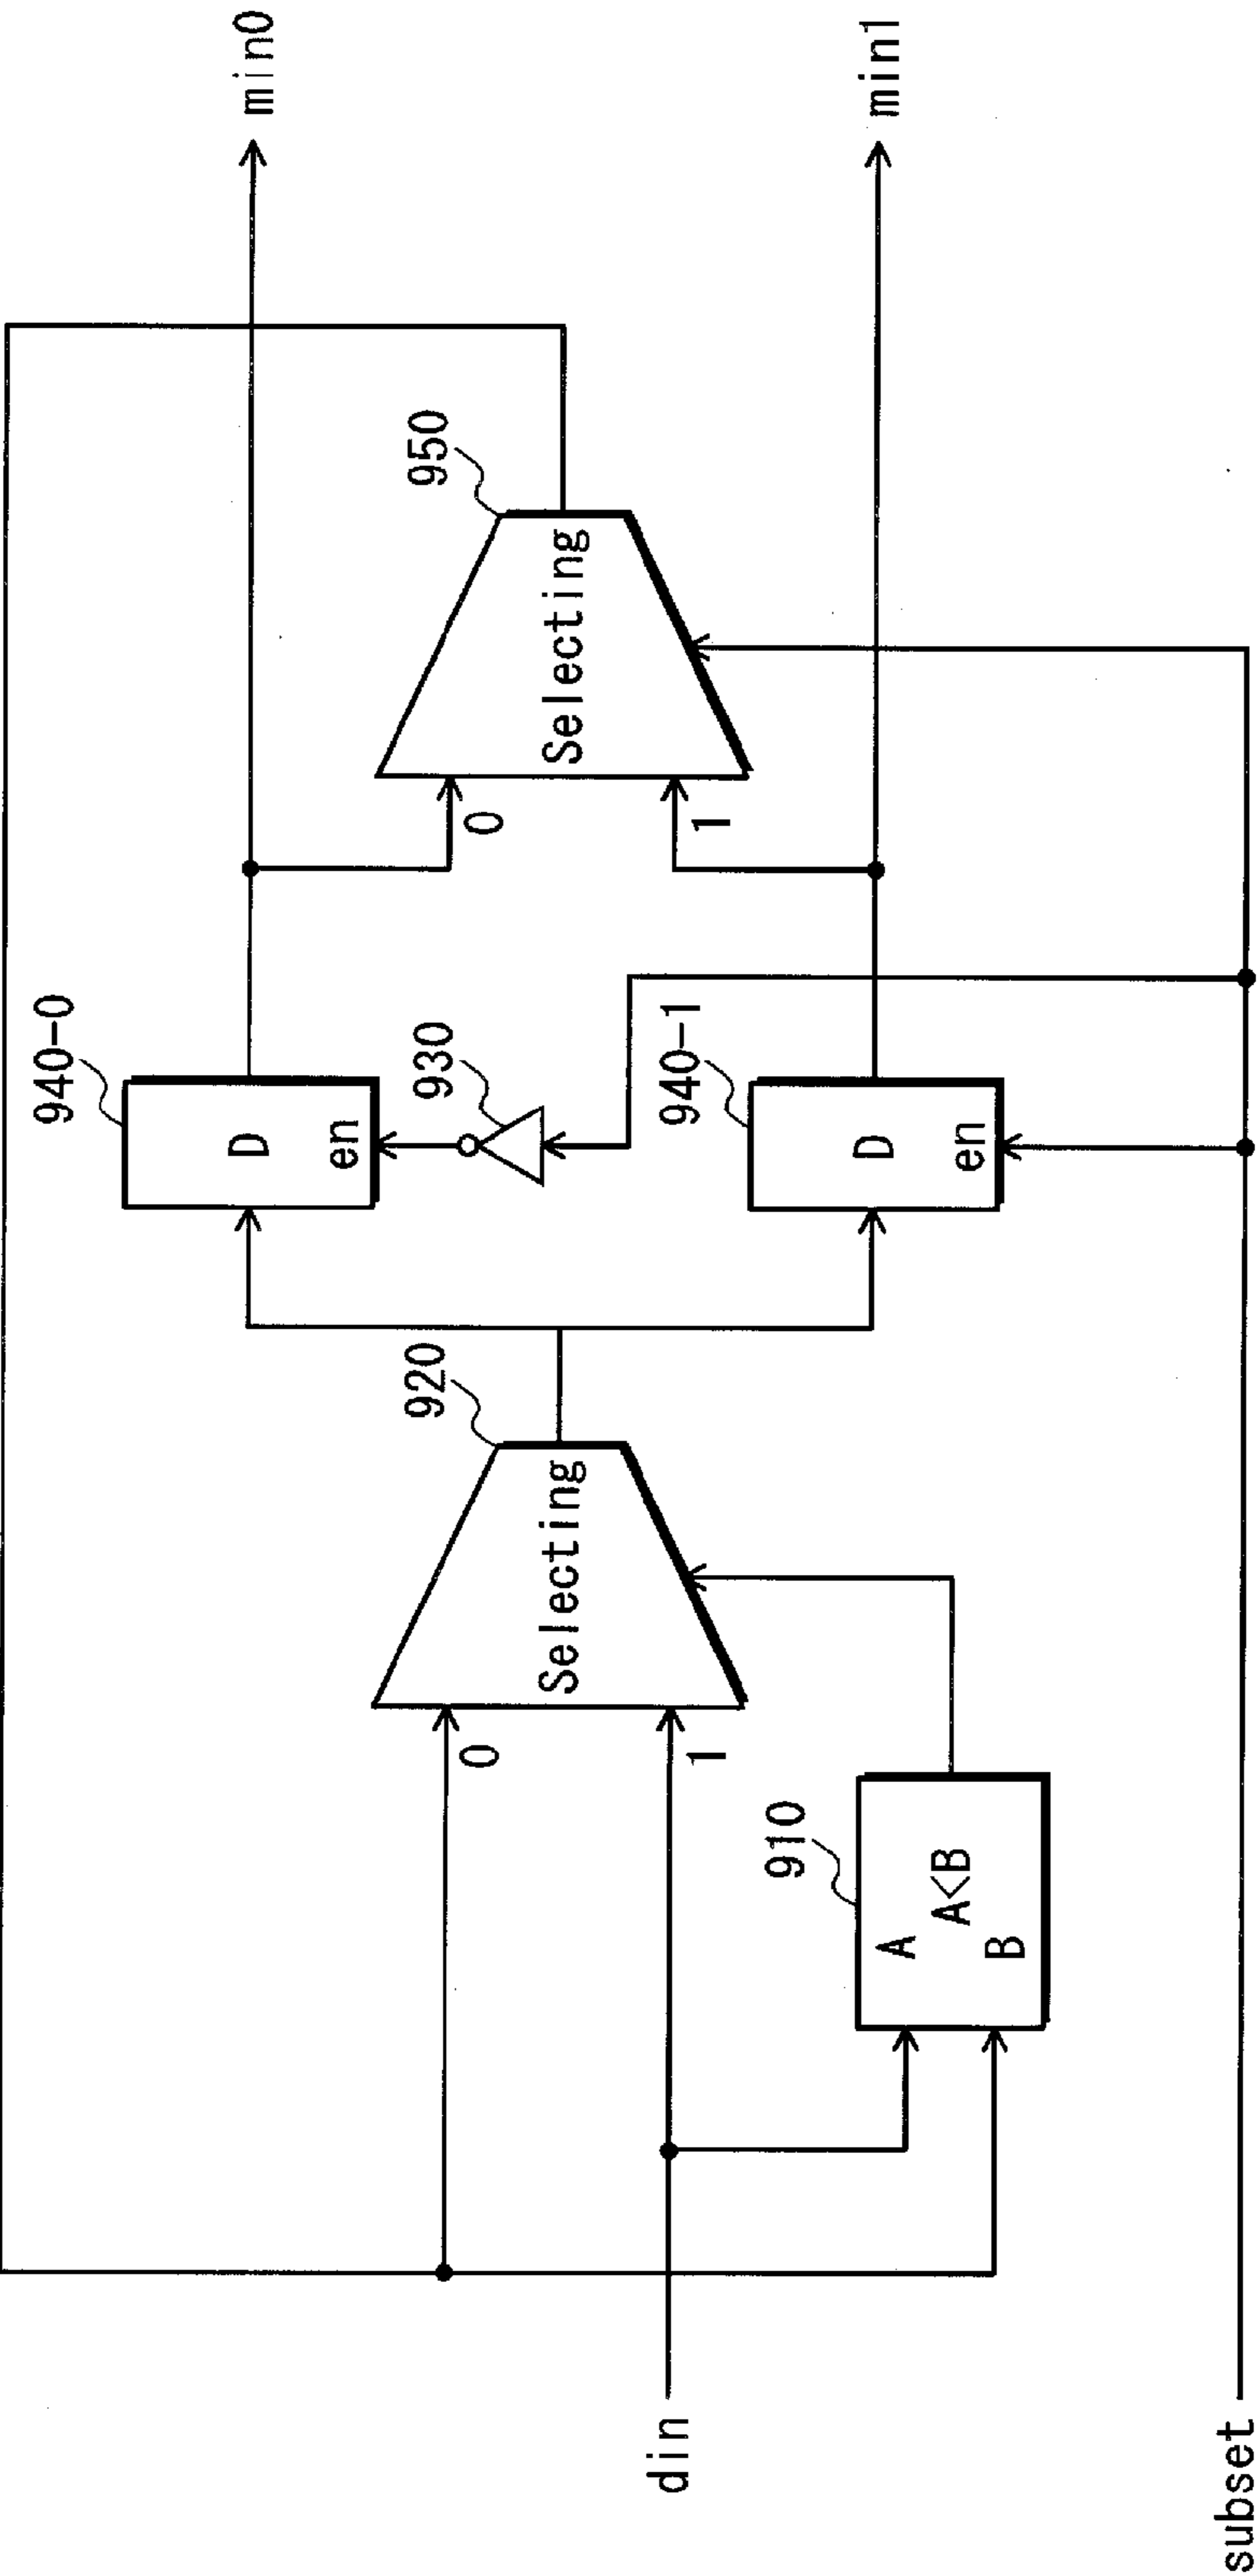 min0
min1
950
Selecting
0
1
940-0
D
en
930
940-1
D
en
920
Selecting
0
1
910
A
A<B
B
din
subset